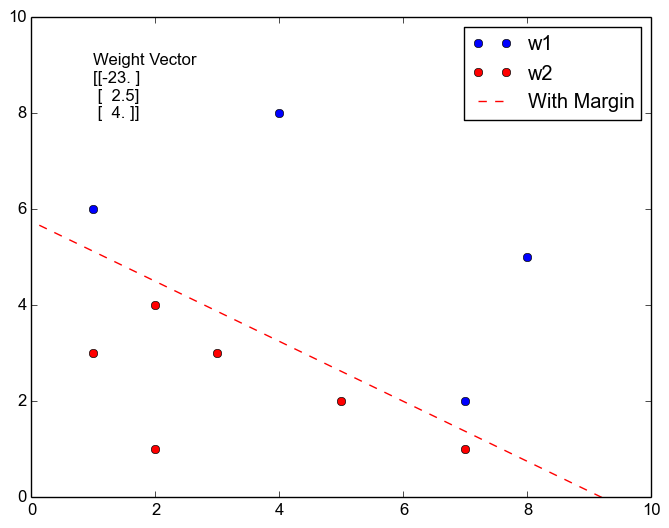 10
8
6
4
2
0
Weight Vector
[[-23. ]
[  2.5]
[  4. ]]
w1
w2
With Margin
0 2 4 6 8 10